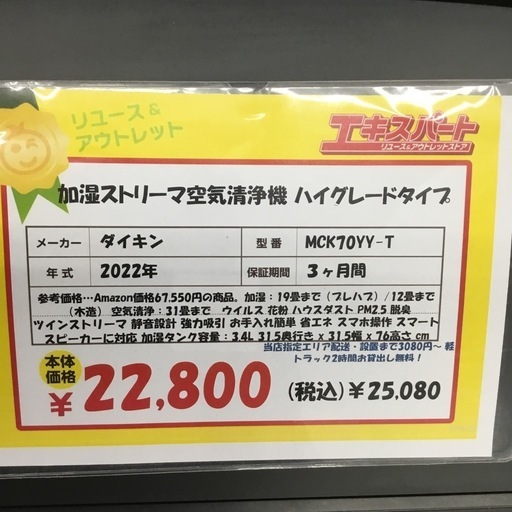 リユース&
アウトレット
エキスパート
リユース&アウトレットストア
加湿ストリーマ空気清浄機 ハイグレードタイプ
メーカー ダイキン 型番 MCK70YY-T
年式 2022年 保証期間 3ヶ月間
参考価格…Amazon価格67,550円の商品。加湿：19畳まで（プレハブ）/12畳まで
（木造） 空気清浄：31畳まで ウイルス 花粉 ハウスダスト PM2.5 脱臭
ツインストリーマ 静音設計 強力吸引 お手入れ簡単 省エネ スマホ操作 スマート
スピーカーに対応 加湿タンク容量：3.4L 31.5奥行き x 31.5幅 x 76高さ cm
当店指定エリア配送・設置まで3080円〜 軽
トラック2時間お貸出し無料！
本体
価格
¥22,800 (税込)¥25,080